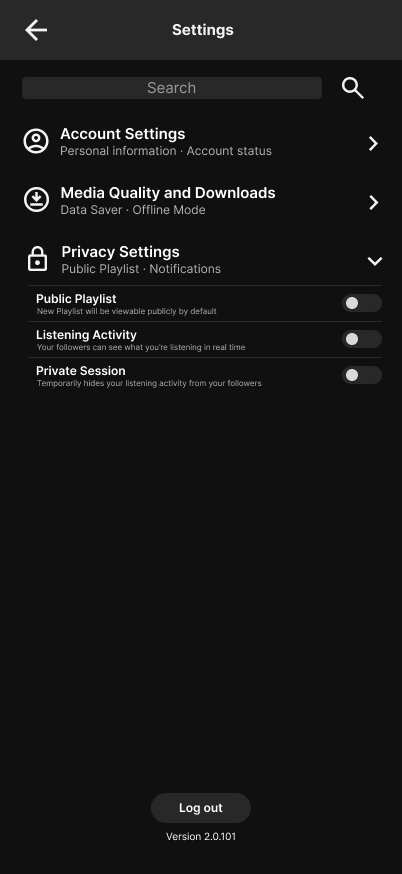 Settings
Search
Account Settings
Personal information · Account status
Media Quality and Downloads
Data Saver · Offline Mode
Privacy Settings
Public Playlist · Notifications
Public Playlist
New Playlist will be viewable publicly by default
Listening Activity
Your followers can see what you're listening in real time
Private Session
Temporarily hides your listening activity from your followers
Log out
Version 2.0.101